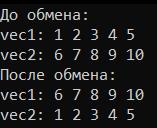 До обмена:
vec1: 1 2 3 4 5
vec2: 6 7 8 9 10
После обмена:
vec1: 6 7 8 9 10
vec2: 1 2 3 4 5